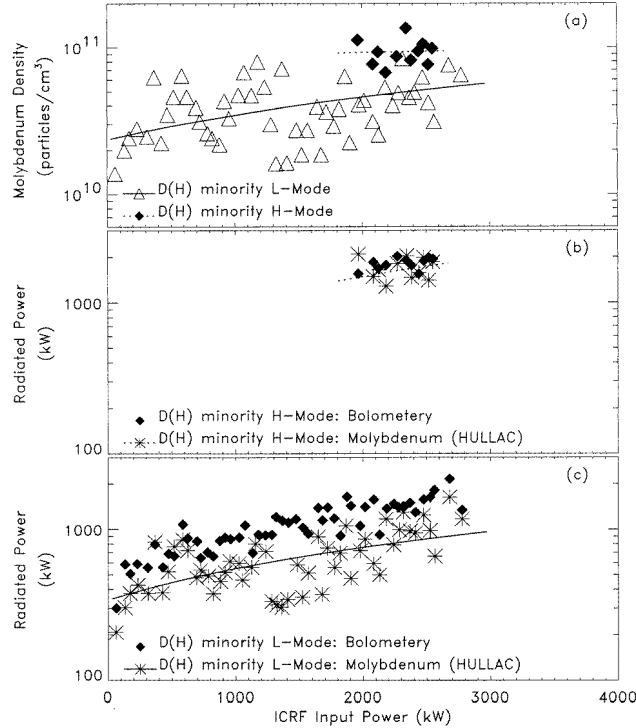 (a)
Molybdenum Density
(particles/cm³)
10¹¹
10¹⁰
D(H) minority L-Mode
D(H) minority H-Mode
(b)
Radiated Power
(kW)
1000
100
D(H) minority H-Mode: Bolometery
D(H) minority H-Mode: Molybdenum (HULLAC)
(c)
Radiated Power
(kW)
1000
100
D(H) minority L-Mode: Bolometery
D(H) minority L-Mode: Molybdenum (HULLAC)
0 1000 2000 3000 4000
ICRF Input Power (kW)